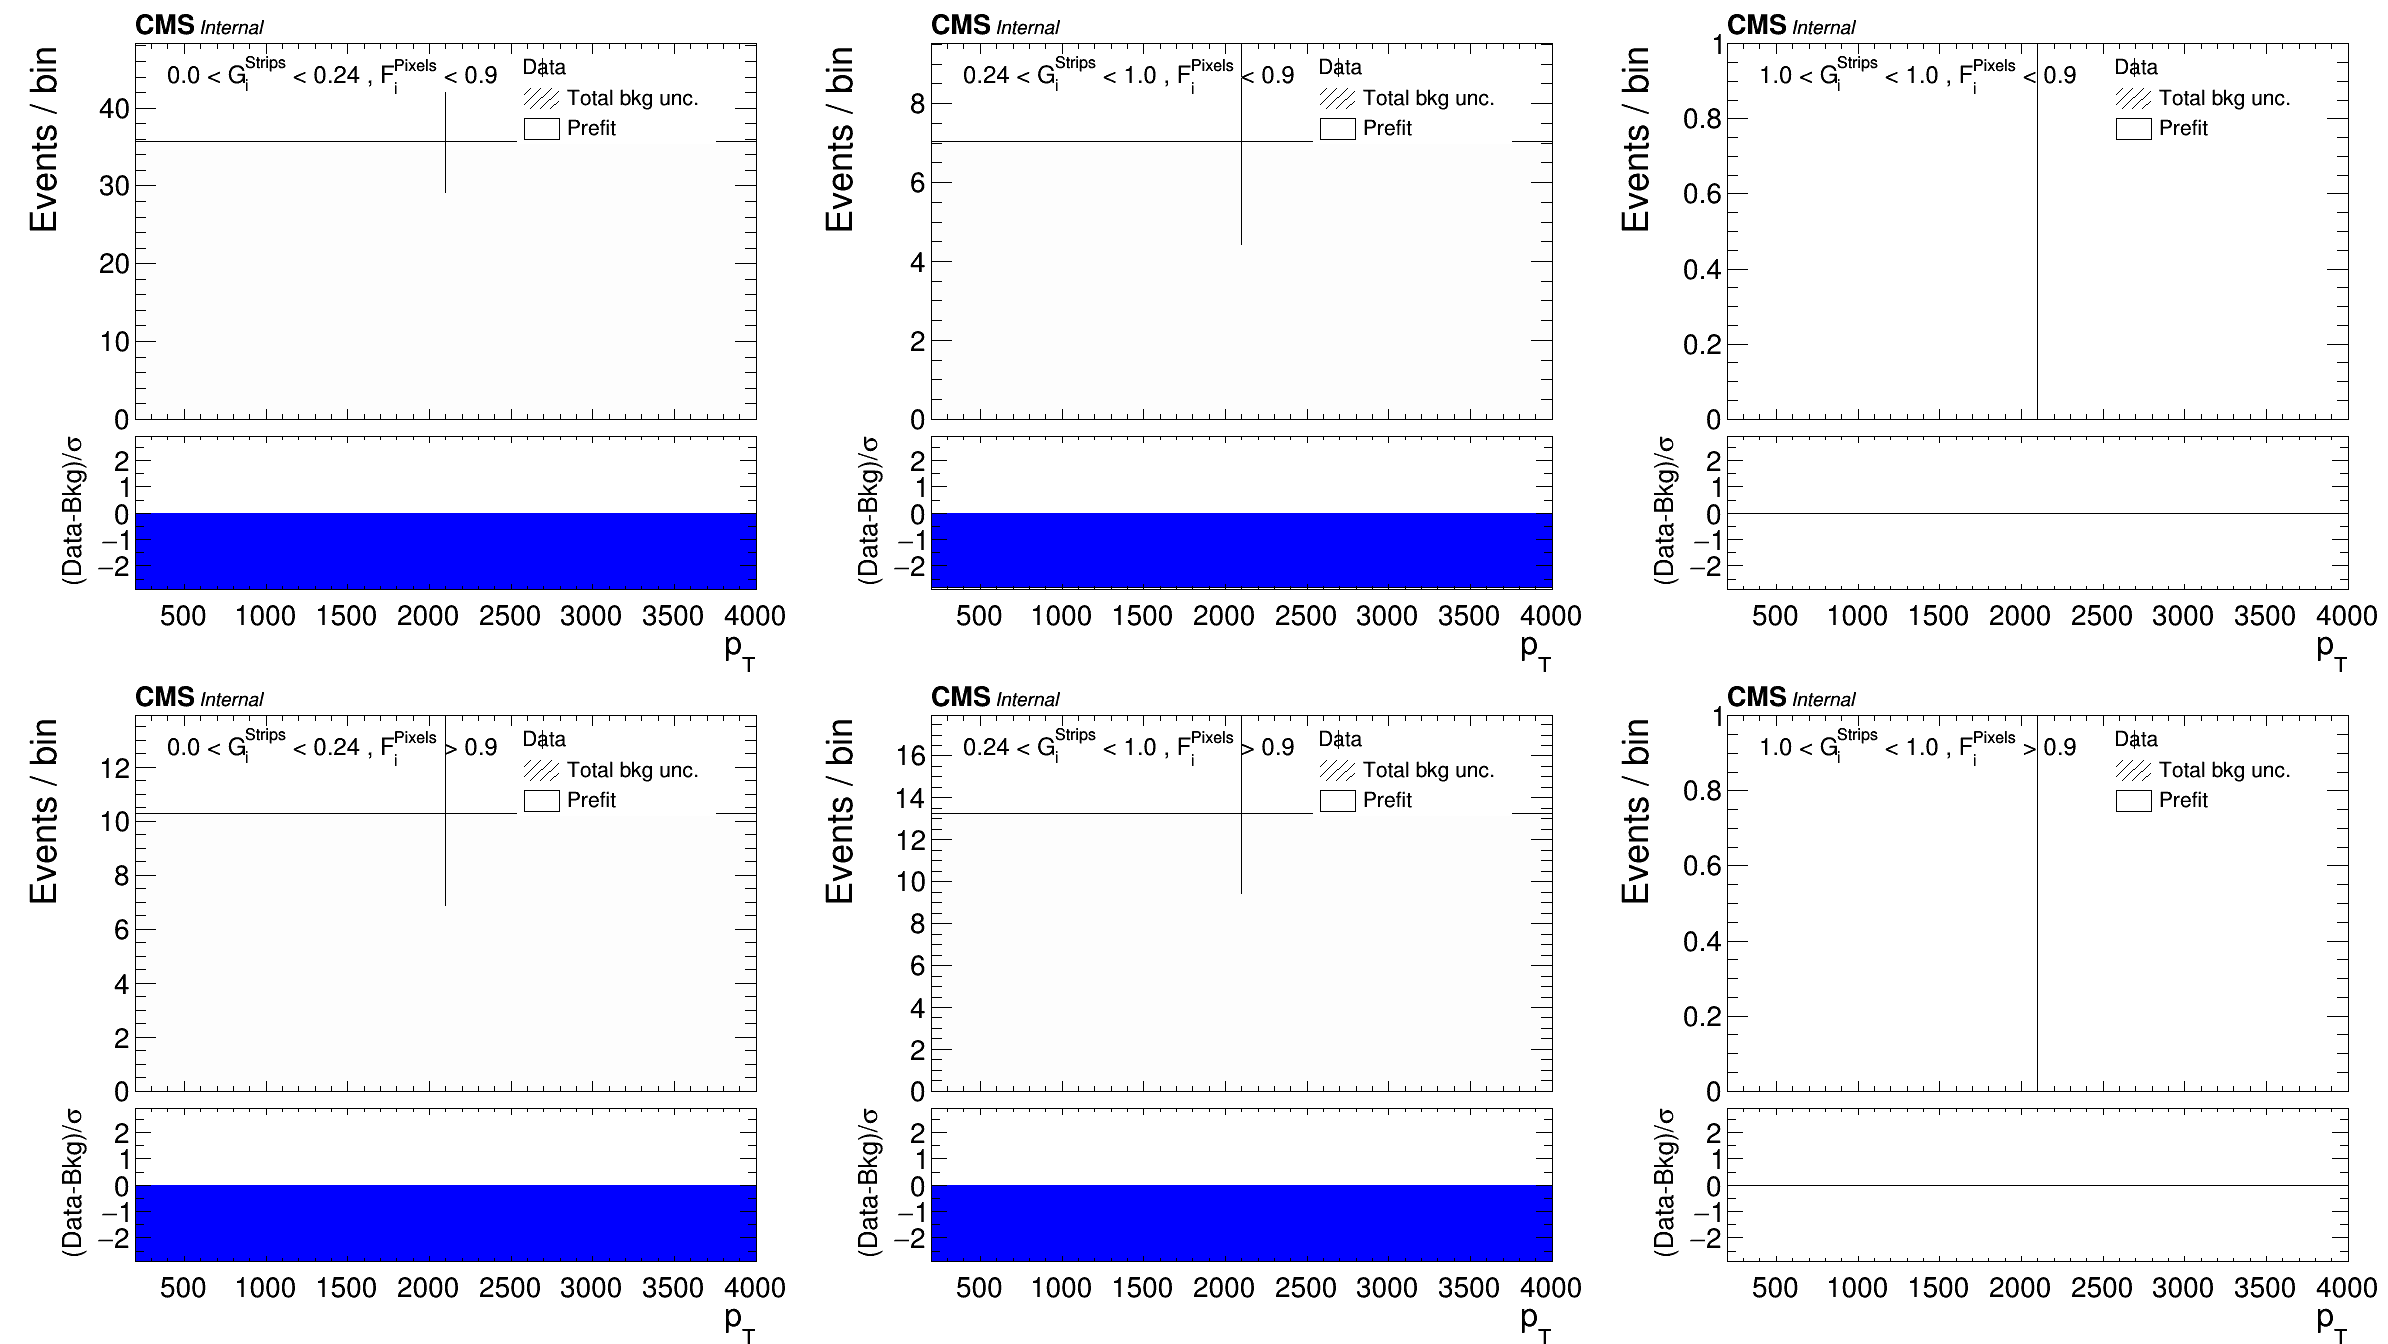 CMS Internal
Events / bin
0.0 < G_i^Strips < 0.24 , F_i^Pixels < 0.9
Data
Total bkg unc.
Prefit
40
30
20
10
0
(Data-Bkg)/σ
2
1
0
−1
−2
500 1000 1500 2000 2500 3000 3500 4000
p_T
CMS Internal
Events / bin
0.24 < G_i^Strips < 1.0 , F_i^Pixels < 0.9
Data
Total bkg unc.
Prefit
8
6
4
2
0
(Data-Bkg)/σ
2
1
0
−1
−2
500 1000 1500 2000 2500 3000 3500 4000
p_T
CMS Internal
Events / bin
1.0 < G_i^Strips < 1.0 , F_i^Pixels < 0.9
Data
Total bkg unc.
Prefit
1
0.8
0.6
0.4
0.2
0
(Data-Bkg)/σ
2
1
0
−1
−2
500 1000 1500 2000 2500 3000 3500 4000
p_T
CMS Internal
Events / bin
0.0 < G_i^Strips < 0.24 , F_i^Pixels > 0.9
Data
Total bkg unc.
Prefit
12
10
8
6
4
2
0
(Data-Bkg)/σ
2
1
0
−1
−2
500 1000 1500 2000 2500 3000 3500 4000
p_T
CMS Internal
Events / bin
0.24 < G_i^Strips < 1.0 , F_i^Pixels > 0.9
Data
Total bkg unc.
Prefit
16
14
12
10
8
6
4
2
0
(Data-Bkg)/σ
2
1
0
−1
−2
500 1000 1500 2000 2500 3000 3500 4000
p_T
CMS Internal
Events / bin
1.0 < G_i^Strips < 1.0 , F_i^Pixels > 0.9
Data
Total bkg unc.
Prefit
1
0.8
0.6
0.4
0.2
0
(Data-Bkg)/σ
2
1
0
−1
−2
500 1000 1500 2000 2500 3000 3500 4000
p_T